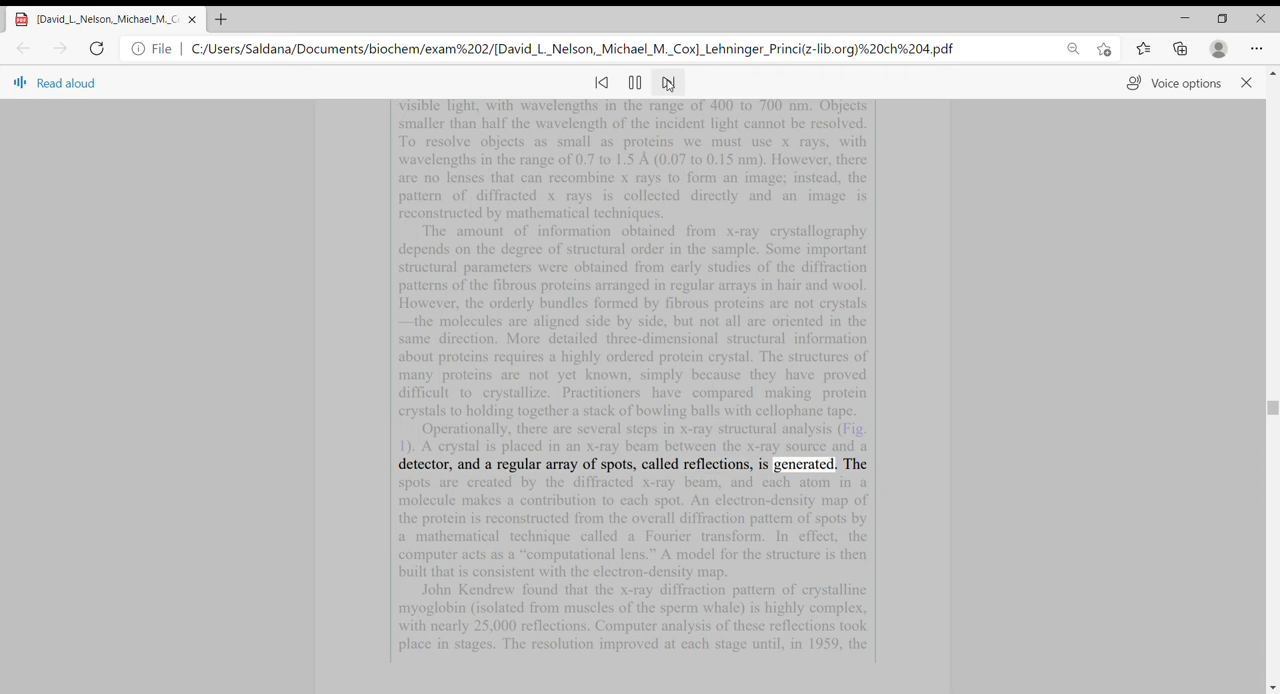 [David_L._Nelson,_Michael_M._C
File | C:/Users/Saldana/Documents/biochem/exam%202/[David_L._Nelson,_Michael_M._Cox]_Lehninger_Princi(z-lib.org)%20ch%204.pdf
Read aloud
Voice options
visible light, with wavelengths in the range of 400 to 700 nm. Objects
smaller than half the wavelength of the incident light cannot be resolved.
To resolve objects as small as proteins we must use x rays, with
wavelengths in the range of 0.7 to 1.5 Å (0.07 to 0.15 nm). However, there
are no lenses that can recombine x rays to form an image; instead, the
pattern of diffracted x rays is collected directly and an image is
reconstructed by mathematical techniques.
The amount of information obtained from x-ray crystallography
depends on the degree of structural order in the sample. Some important
structural parameters were obtained from early studies of the diffraction
patterns of the fibrous proteins arranged in regular arrays in hair and wool.
However, the orderly bundles formed by fibrous proteins are not crystals
—the molecules are aligned side by side, but not all are oriented in the
same direction. More detailed three-dimensional structural information
about proteins requires a highly ordered protein crystal. The structures of
many proteins are not yet known, simply because they have proved
difficult to crystallize. Practitioners have compared making protein
crystals to holding together a stack of bowling balls with cellophane tape.
Operationally, there are several steps in x-ray structural analysis (Fig.
1). A crystal is placed in an x-ray beam between the x-ray source and a
detector, and a regular array of spots, called reflections, is generated. The
spots are created by the diffracted x-ray beam, and each atom in a
molecule makes a contribution to each spot. An electron-density map of
the protein is reconstructed from the overall diffraction pattern of spots by
a mathematical technique called a Fourier transform. In effect, the
computer acts as a “computational lens.” A model for the structure is then
built that is consistent with the electron-density map.
John Kendrew found that the x-ray diffraction pattern of crystalline
myoglobin (isolated from muscles of the sperm whale) is highly complex,
with nearly 25,000 reflections. Computer analysis of these reflections took
place in stages. The resolution improved at each stage until, in 1959, the